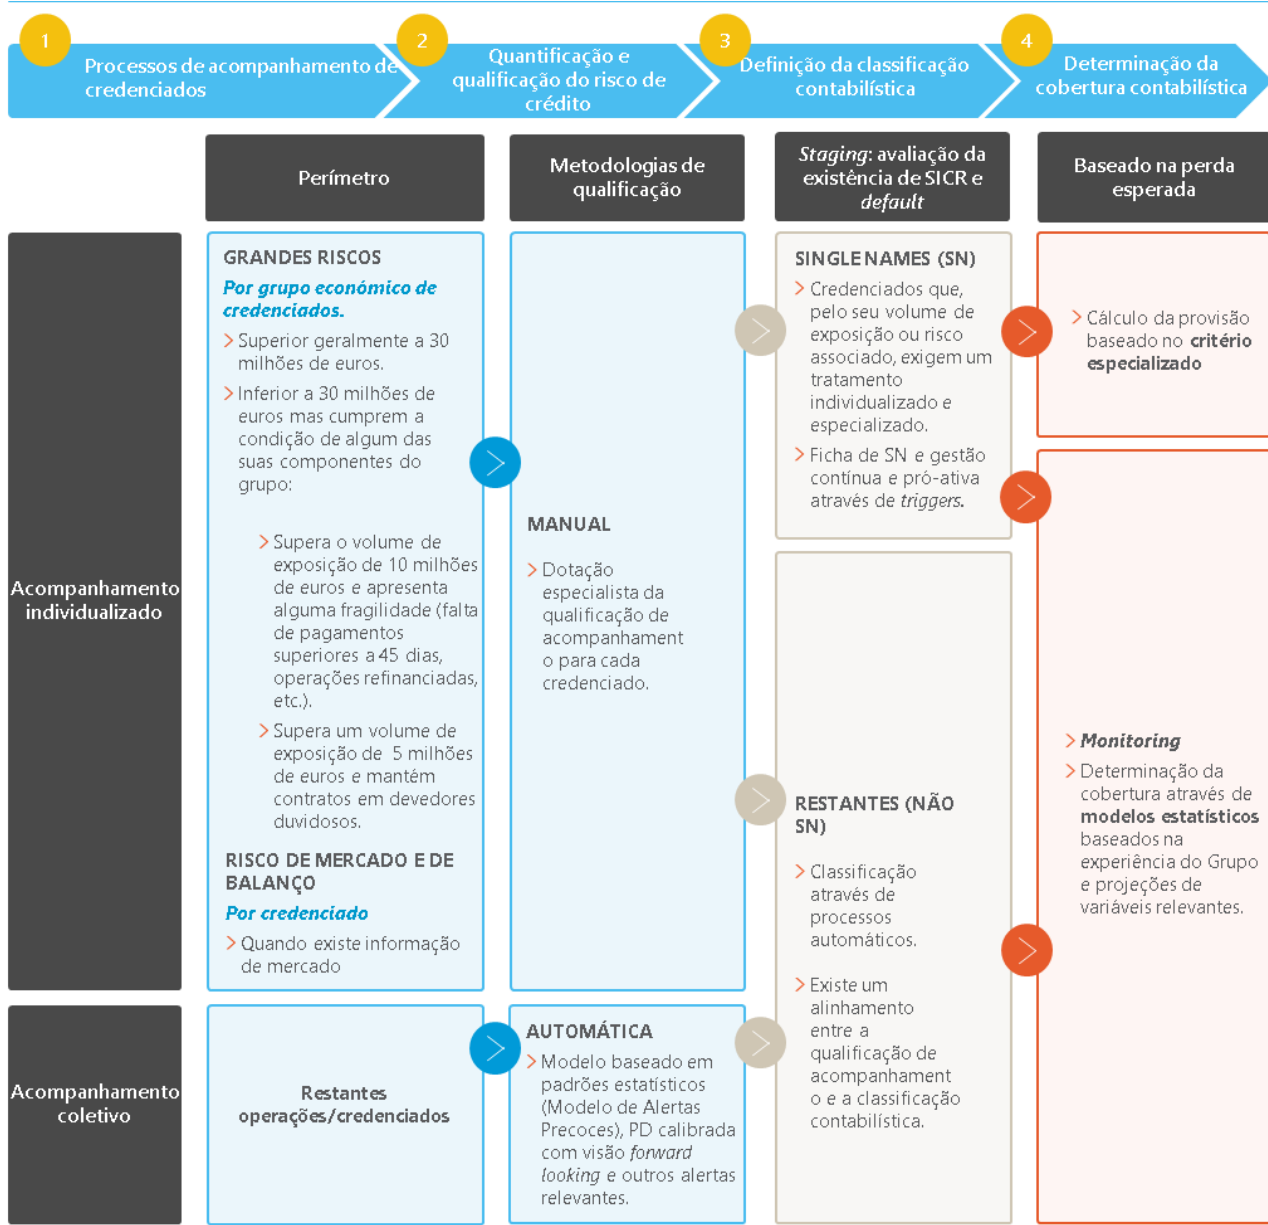 1
Processos de acompanhamento de
credenciados
2
Quantificação e
qualificação do risco de
crédito
3
Definição da classificação
contabilística
4
Determinação da
cobertura contabilística
Perímetro
Metodologias de
qualificação
Staging: avaliação da
existência de SICR e
default
Baseado na perda
esperada
Acompanhamento
individualizado
GRANDES RISCOS
Por grupo económico de
credenciados.
Superior geralmente a 30
milhões de euros.
Inferior a 30 milhões de
euros mas cumprem a
condição de algum das
suas componentes do
grupo:
Supera o volume de
exposição de 10 milhões
de euros e apresenta
alguma fragilidade (falta
de pagamentos
superiores a 45 dias,
operações refinanciadas,
etc.).
Supera um volume de
exposição de 5 milhões
de euros e mantém
contratos em devedores
duvidosos.
RISCO DE MERCADO E DE
BALANÇO
Por credenciado
Quando existe informação
de mercado
MANUAL
Dotação
especialista da
qualificação de
acompanhament
o para cada
credenciado.
SINGLE NAMES (SN)
Credenciados que,
pelo seu volume de
exposição ou risco
associado, exigem um
tratamento
individualizado e
especializado.
Ficha de SN e gestão
contínua e pró-ativa
através de triggers.
RESTANTES (NÃO
SN)
Classificação
através de
processos
automáticos.
Existe um
alinhamento
entre a
qualificação de
acompanhament
o e a classificação
contabilística.
Cálculo da provisão
baseado no critério
especializado
Monitoring
Determinação da
cobertura através de
modelos estatísticos
baseados na
experiência do Grupo
e projeções de
variáveis relevantes.
Acompanhamento
coletivo
Restantes
operações/credenciados
AUTOMÁTICA
Modelo baseado em
padrões estatísticos
(Modelo de Alertas
Precoces), PD calibrada
com visão forward
looking e outros alertas
relevantes.